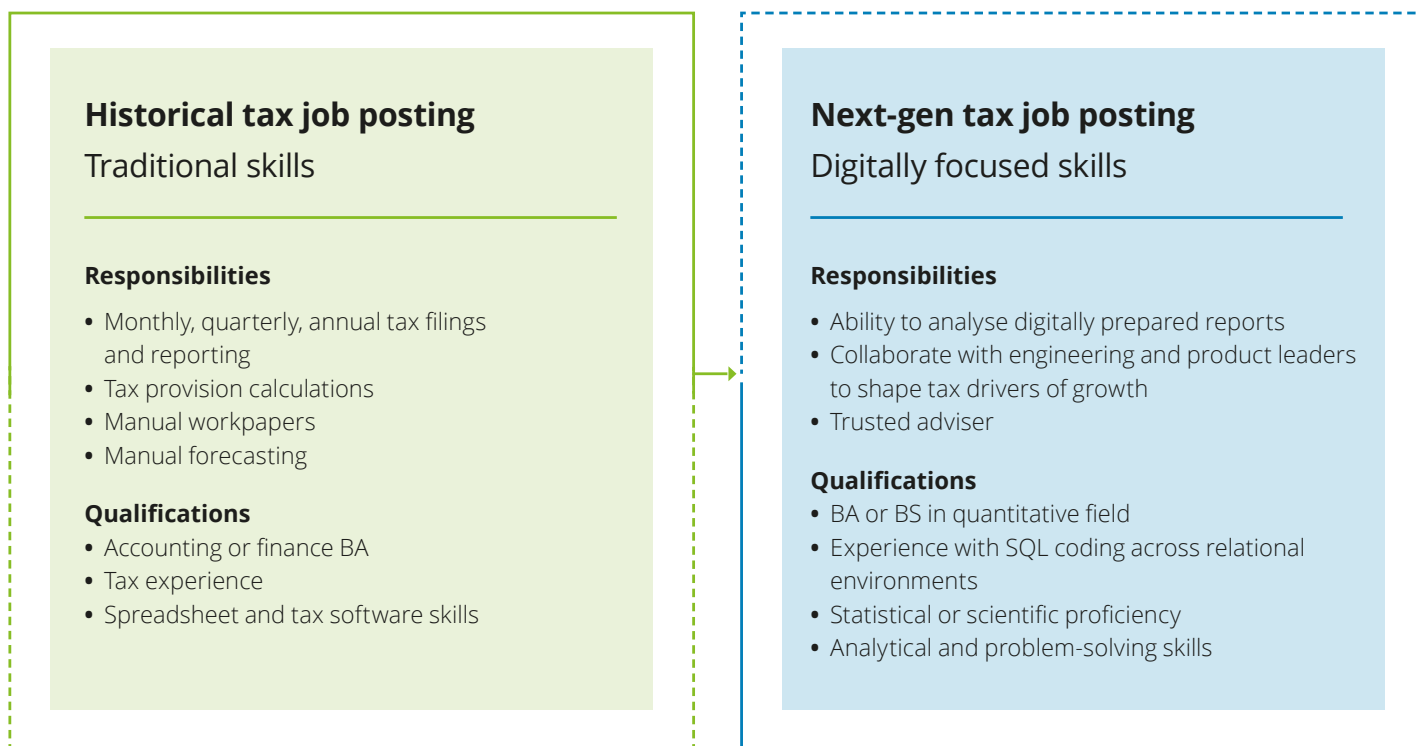 Historical tax job posting
Traditional skills
Responsibilities
• Monthly, quarterly, annual tax filings
and reporting
• Tax provision calculations
• Manual workpapers
• Manual forecasting
Qualifications
• Accounting or finance BA
• Tax experience
• Spreadsheet and tax software skills
Next-gen tax job posting
Digitally focused skills
Responsibilities
• Ability to analyse digitally prepared reports
• Collaborate with engineering and product leaders
to shape tax drivers of growth
• Trusted adviser
Qualifications
• BA or BS in quantitative field
• Experience with SQL coding across relational
environments
• Statistical or scientific proficiency
• Analytical and problem-solving skills